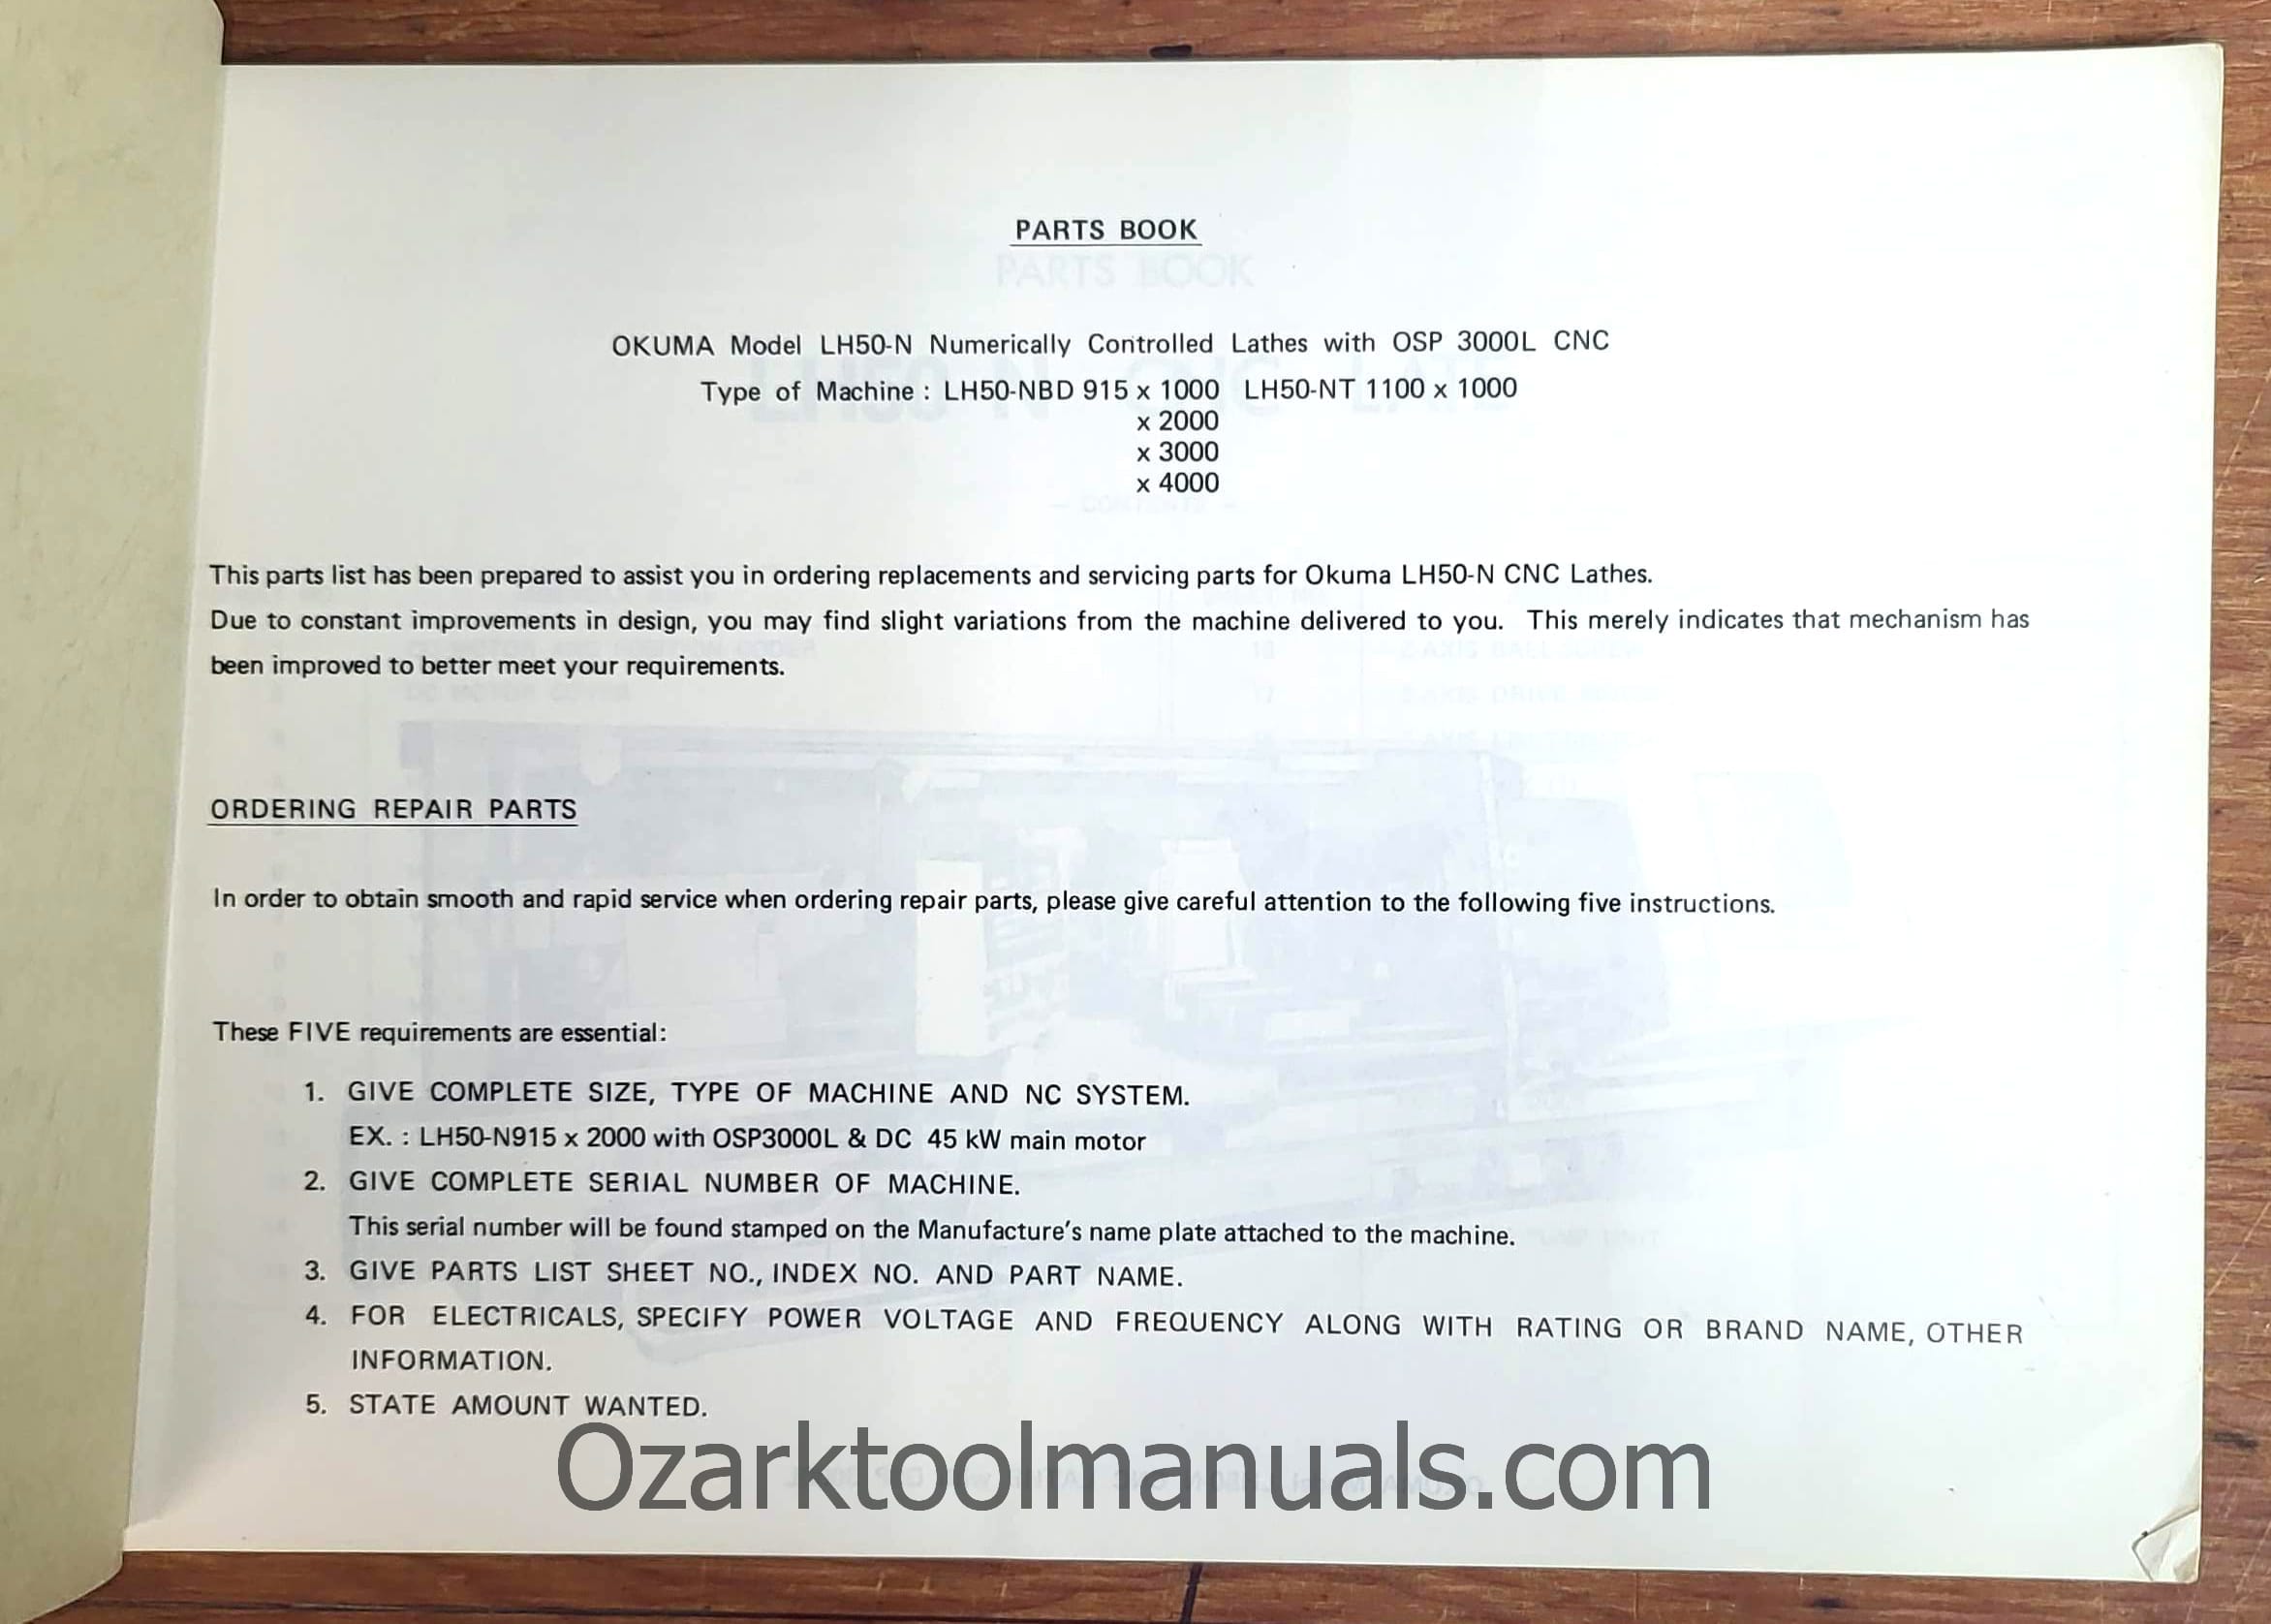 PARTS BOOK
OKUMA Model LH50-N Numerically Controlled Lathes with OSP 3000L CNC
Type of Machine : LH50-NBD 915 x 1000 LH50-NT 1100 x 1000
x 2000
x 3000
x 4000
This parts list has been prepared to assist you in ordering replacements and servicing parts for Okuma LH50-N CNC Lathes.
Due to constant improvements in design, you may find slight variations from the machine delivered to you. This merely indicates that mechanism has
been improved to better meet your requirements.
ORDERING REPAIR PARTS
In order to obtain smooth and rapid service when ordering repair parts, please give careful attention to the following five instructions.
These FIVE requirements are essential:
1. GIVE COMPLETE SIZE, TYPE OF MACHINE AND NC SYSTEM.
EX. : LH50-N915 x 2000 with OSP3000L & DC 45 kW main motor
2. GIVE COMPLETE SERIAL NUMBER OF MACHINE.
This serial number will be found stamped on the Manufacture's name plate attached to the machine.
3. GIVE PARTS LIST SHEET NO., INDEX NO. AND PART NAME.
4. FOR ELECTRICALS, SPECIFY POWER VOLTAGE AND FREQUENCY ALONG WITH RATING OR BRAND NAME, OTHER
INFORMATION.
5. STATE AMOUNT WANTED.
Ozarktoolmanuals.com